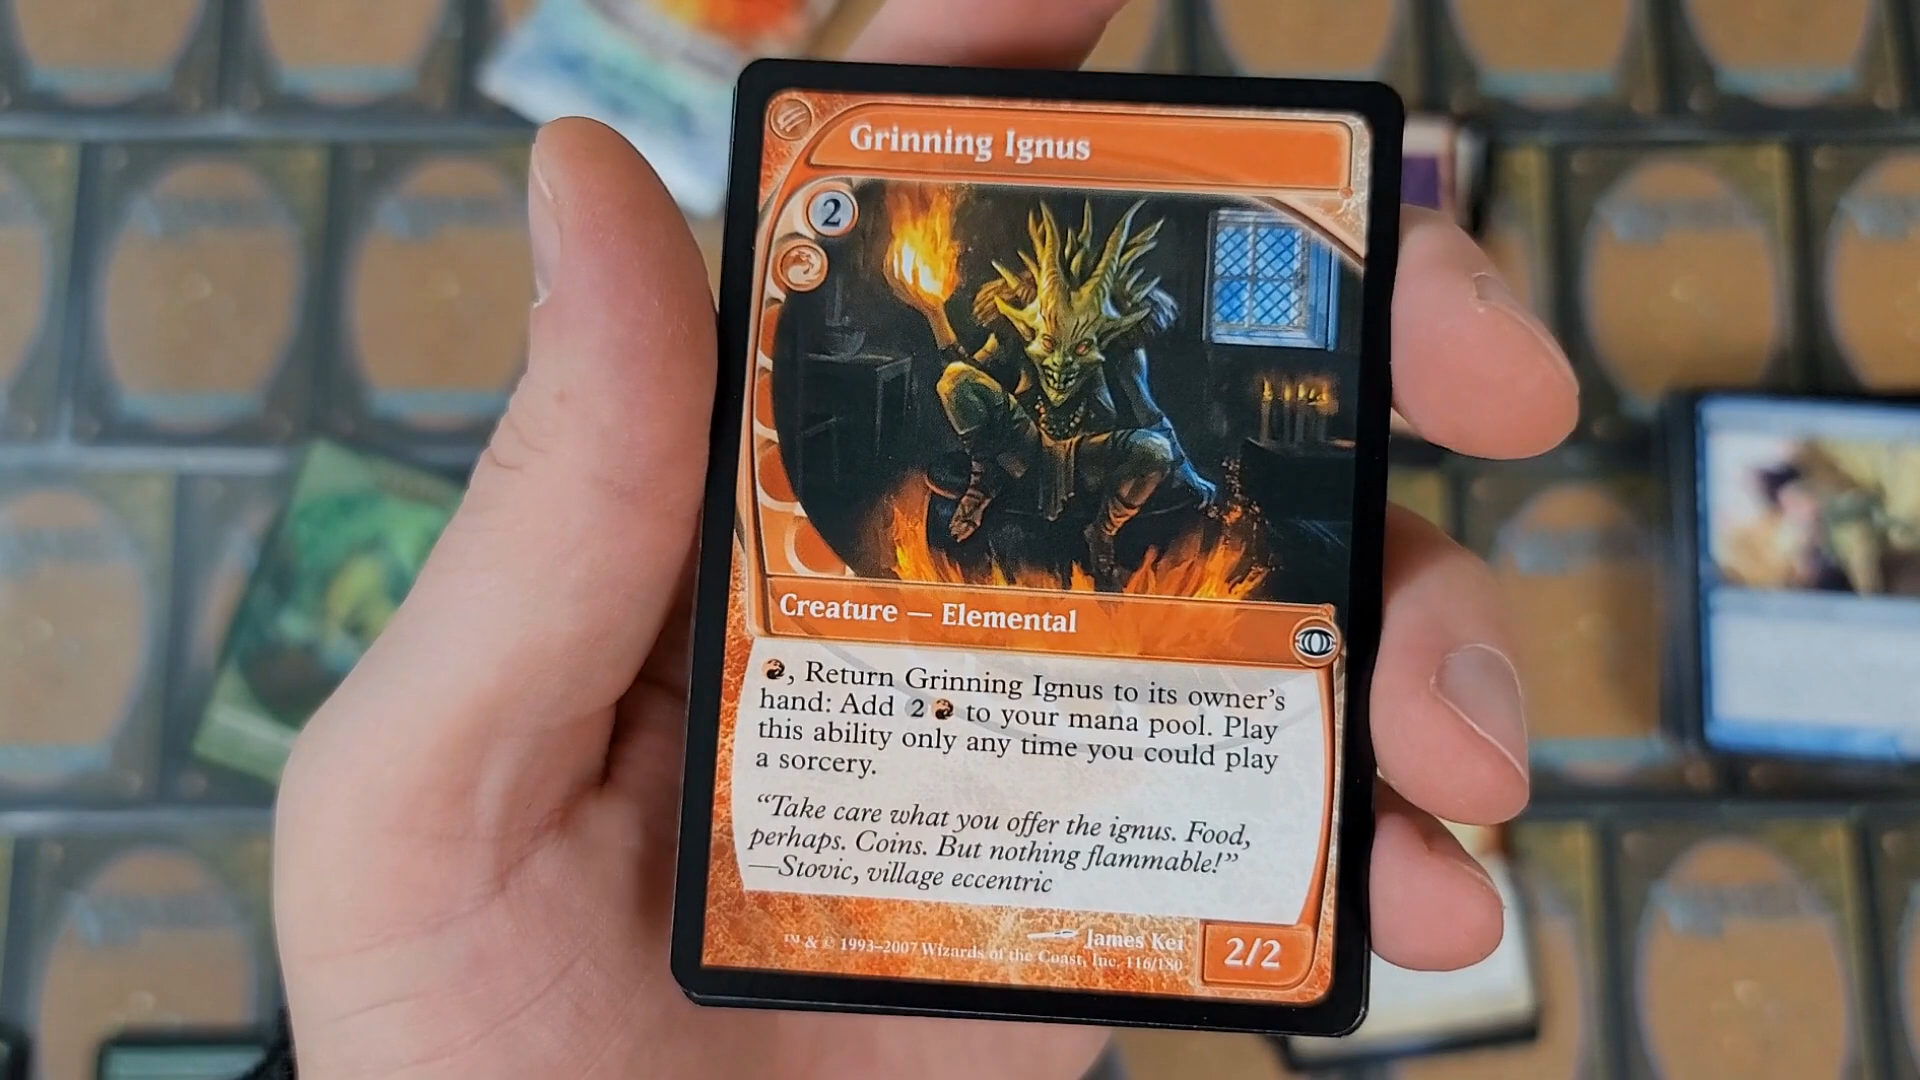 Grinning Ignus
2
Creature — Elemental
, Return Grinning Ignus to its owner's
hand: Add 2 to your mana pool. Play
this ability only any time you could play
a sorcery.
“Take care what you offer the ignus. Food,
perhaps. Coins. But nothing flammable!”
—Stovic, village eccentric
James Kei
™ & © 1993–2007 Wizards of the Coast, Inc. 116/180
2/2